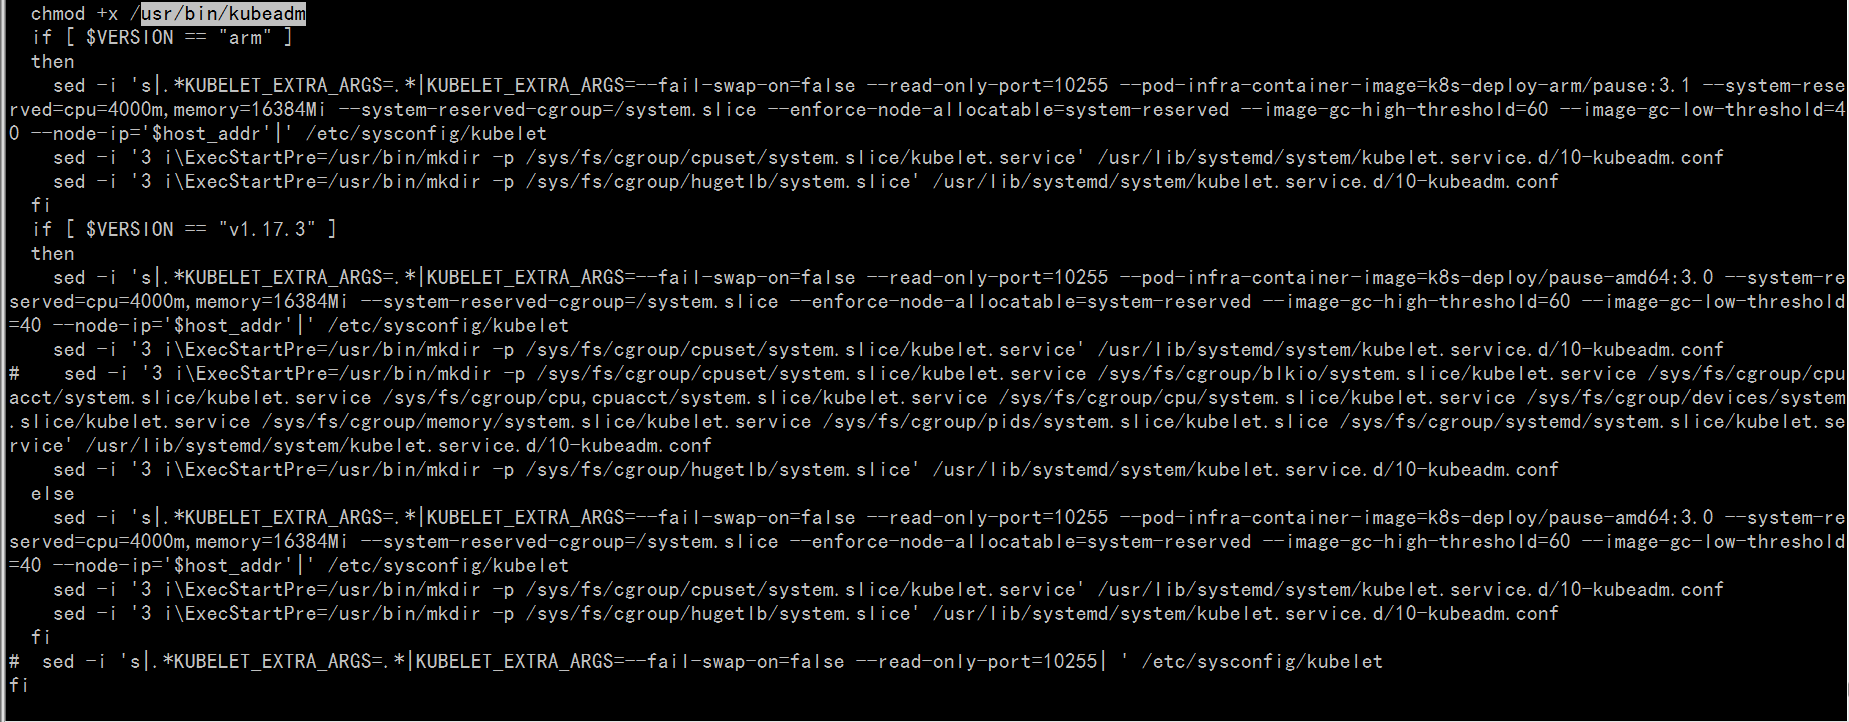 chmod +x /usr/bin/kubeadm
if [ $VERSION == "arm" ]
then
sed -i 's|.*KUBELET_EXTRA_ARGS=.*|KUBELET_EXTRA_ARGS=--fail-swap-on=false --read-only-port=10255 --pod-infra-container-image=k8s-deploy-arm/pause:3.1 --system-rese
rved=cpu=4000m,memory=16384Mi --system-reserved-cgroup=/system.slice --enforce-node-allocatable=system-reserved --image-gc-high-threshold=60 --image-gc-low-threshold=4
0 --node-ip='$host_addr'|' /etc/sysconfig/kubelet
sed -i '3 i\ExecStartPre=/usr/bin/mkdir -p /sys/fs/cgroup/cpuset/system.slice/kubelet.service' /usr/lib/systemd/system/kubelet.service.d/10-kubeadm.conf
sed -i '3 i\ExecStartPre=/usr/bin/mkdir -p /sys/fs/cgroup/hugetlb/system.slice' /usr/lib/systemd/system/kubelet.service.d/10-kubeadm.conf
fi
if [ $VERSION == "v1.17.3" ]
then
sed -i 's|.*KUBELET_EXTRA_ARGS=.*|KUBELET_EXTRA_ARGS=--fail-swap-on=false --read-only-port=10255 --pod-infra-container-image=k8s-deploy/pause-amd64:3.0 --system-re
served=cpu=4000m,memory=16384Mi --system-reserved-cgroup=/system.slice --enforce-node-allocatable=system-reserved --image-gc-high-threshold=60 --image-gc-low-threshold
=40 --node-ip='$host_addr'|' /etc/sysconfig/kubelet
sed -i '3 i\ExecStartPre=/usr/bin/mkdir -p /sys/fs/cgroup/cpuset/system.slice/kubelet.service' /usr/lib/systemd/system/kubelet.service.d/10-kubeadm.conf
#    sed -i '3 i\ExecStartPre=/usr/bin/mkdir -p /sys/fs/cgroup/cpuset/system.slice/kubelet.service /sys/fs/cgroup/blkio/system.slice/kubelet.service /sys/fs/cgroup/cpu
acct/system.slice/kubelet.service /sys/fs/cgroup/cpu,cpuacct/system.slice/kubelet.service /sys/fs/cgroup/cpu/system.slice/kubelet.service /sys/fs/cgroup/devices/system
.slice/kubelet.service /sys/fs/cgroup/memory/system.slice/kubelet.service /sys/fs/cgroup/pids/system.slice/kubelet.slice /sys/fs/cgroup/systemd/system.slice/kubelet.se
rvice' /usr/lib/systemd/system/kubelet.service.d/10-kubeadm.conf
sed -i '3 i\ExecStartPre=/usr/bin/mkdir -p /sys/fs/cgroup/hugetlb/system.slice' /usr/lib/systemd/system/kubelet.service.d/10-kubeadm.conf
else
sed -i 's|.*KUBELET_EXTRA_ARGS=.*|KUBELET_EXTRA_ARGS=--fail-swap-on=false --read-only-port=10255 --pod-infra-container-image=k8s-deploy/pause-amd64:3.0 --system-re
served=cpu=4000m,memory=16384Mi --system-reserved-cgroup=/system.slice --enforce-node-allocatable=system-reserved --image-gc-high-threshold=60 --image-gc-low-threshold
=40 --node-ip='$host_addr'|' /etc/sysconfig/kubelet
sed -i '3 i\ExecStartPre=/usr/bin/mkdir -p /sys/fs/cgroup/cpuset/system.slice/kubelet.service' /usr/lib/systemd/system/kubelet.service.d/10-kubeadm.conf
sed -i '3 i\ExecStartPre=/usr/bin/mkdir -p /sys/fs/cgroup/hugetlb/system.slice' /usr/lib/systemd/system/kubelet.service.d/10-kubeadm.conf
fi
#  sed -i 's|.*KUBELET_EXTRA_ARGS=.*|KUBELET_EXTRA_ARGS=--fail-swap-on=false --read-only-port=10255| ' /etc/sysconfig/kubelet
fi